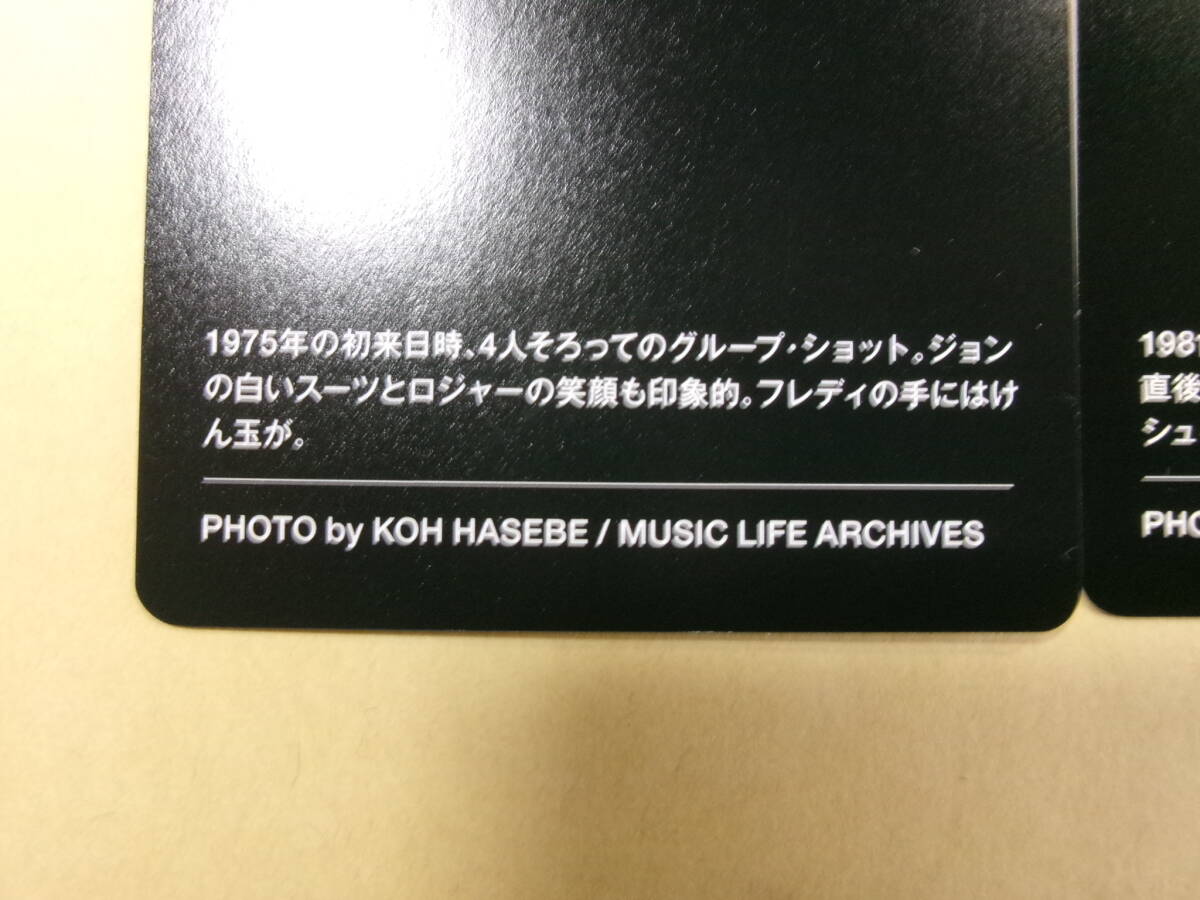 1975年の初来日時、4人そろってのグループ・ショット。ジョン
の白いスーツとロジャーの笑顔も印象的。フレディの手にはけ
ん玉が。
PHOTO by KOH HASEBE / MUSIC LIFE ARCHIVES
1981
直後
シュ
PHO